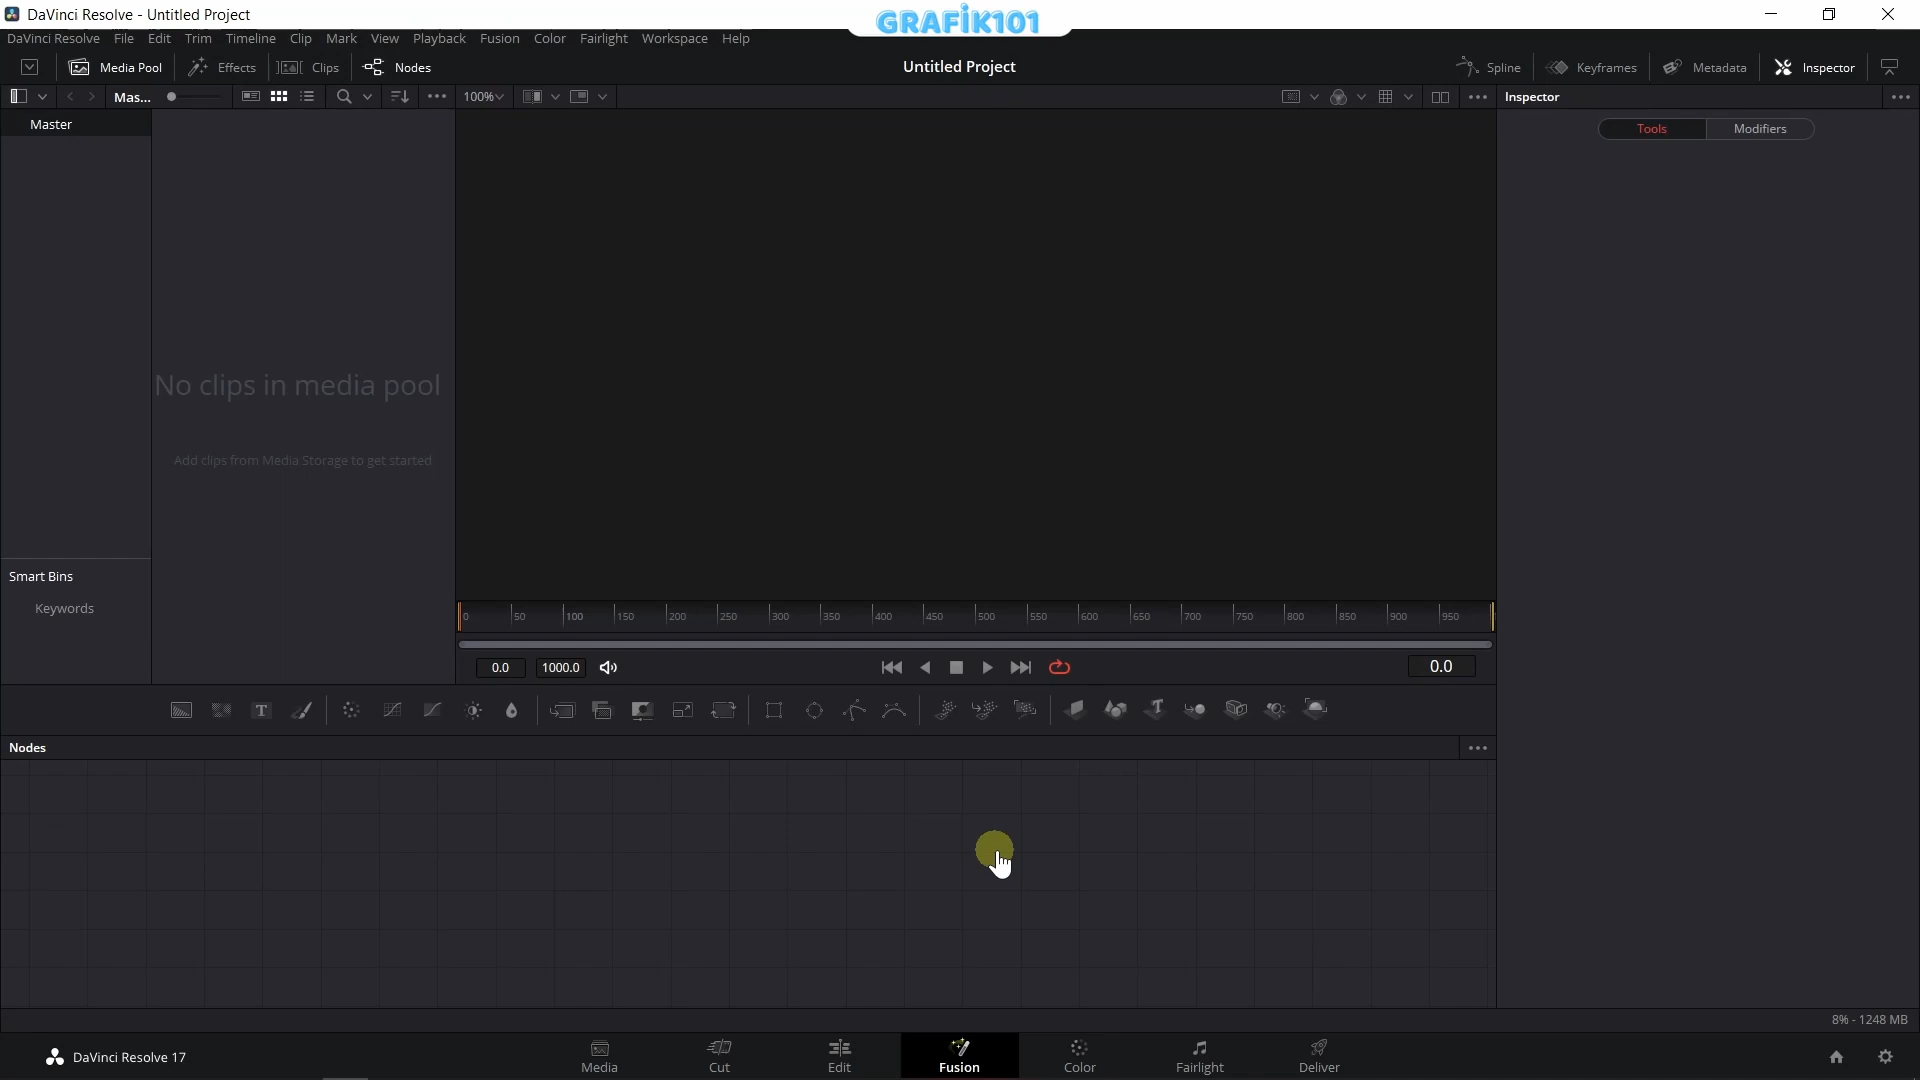 DaVinci Resolve - Untitled Project
GRAFİK101
DaVinci Resolve File Edit Trim Timeline Clip Mark View Playback Fusion Color Fairlight Workspace Help
Media Pool Effects Clips Nodes Untitled Project Spline Keyframes Metadata Inspector
Mas... 100% Inspector
Master
Tools Modifiers
No clips in media pool
Add clips from Media Storage to get started
Smart Bins
Keywords
0 50 100 150 200 250 300 350 400 450 500 550 600 650 700 750 800 850 900 950
0.0 1000.0 0.0
Nodes
8% - 1248 MB
DaVinci Resolve 17
Media Cut Edit Fusion Color Fairlight Deliver